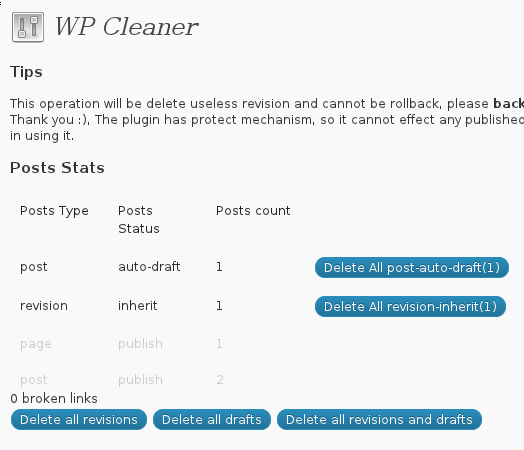 WP Cleaner
Tips
This operation will be delete useless revision and cannot be rollback, please
Thank you :), The plugin has protect mechanism, so it cannot effect any published
in using it.
Posts Stats
Posts Type Posts Status Posts count
post auto-draft 1 Delete All post-auto-draft(1)
revision inherit 1 Delete All revision-inherit(1)
page publish 1
post publish 2
0 broken links
Delete all revisions Delete all drafts Delete all revisions and drafts